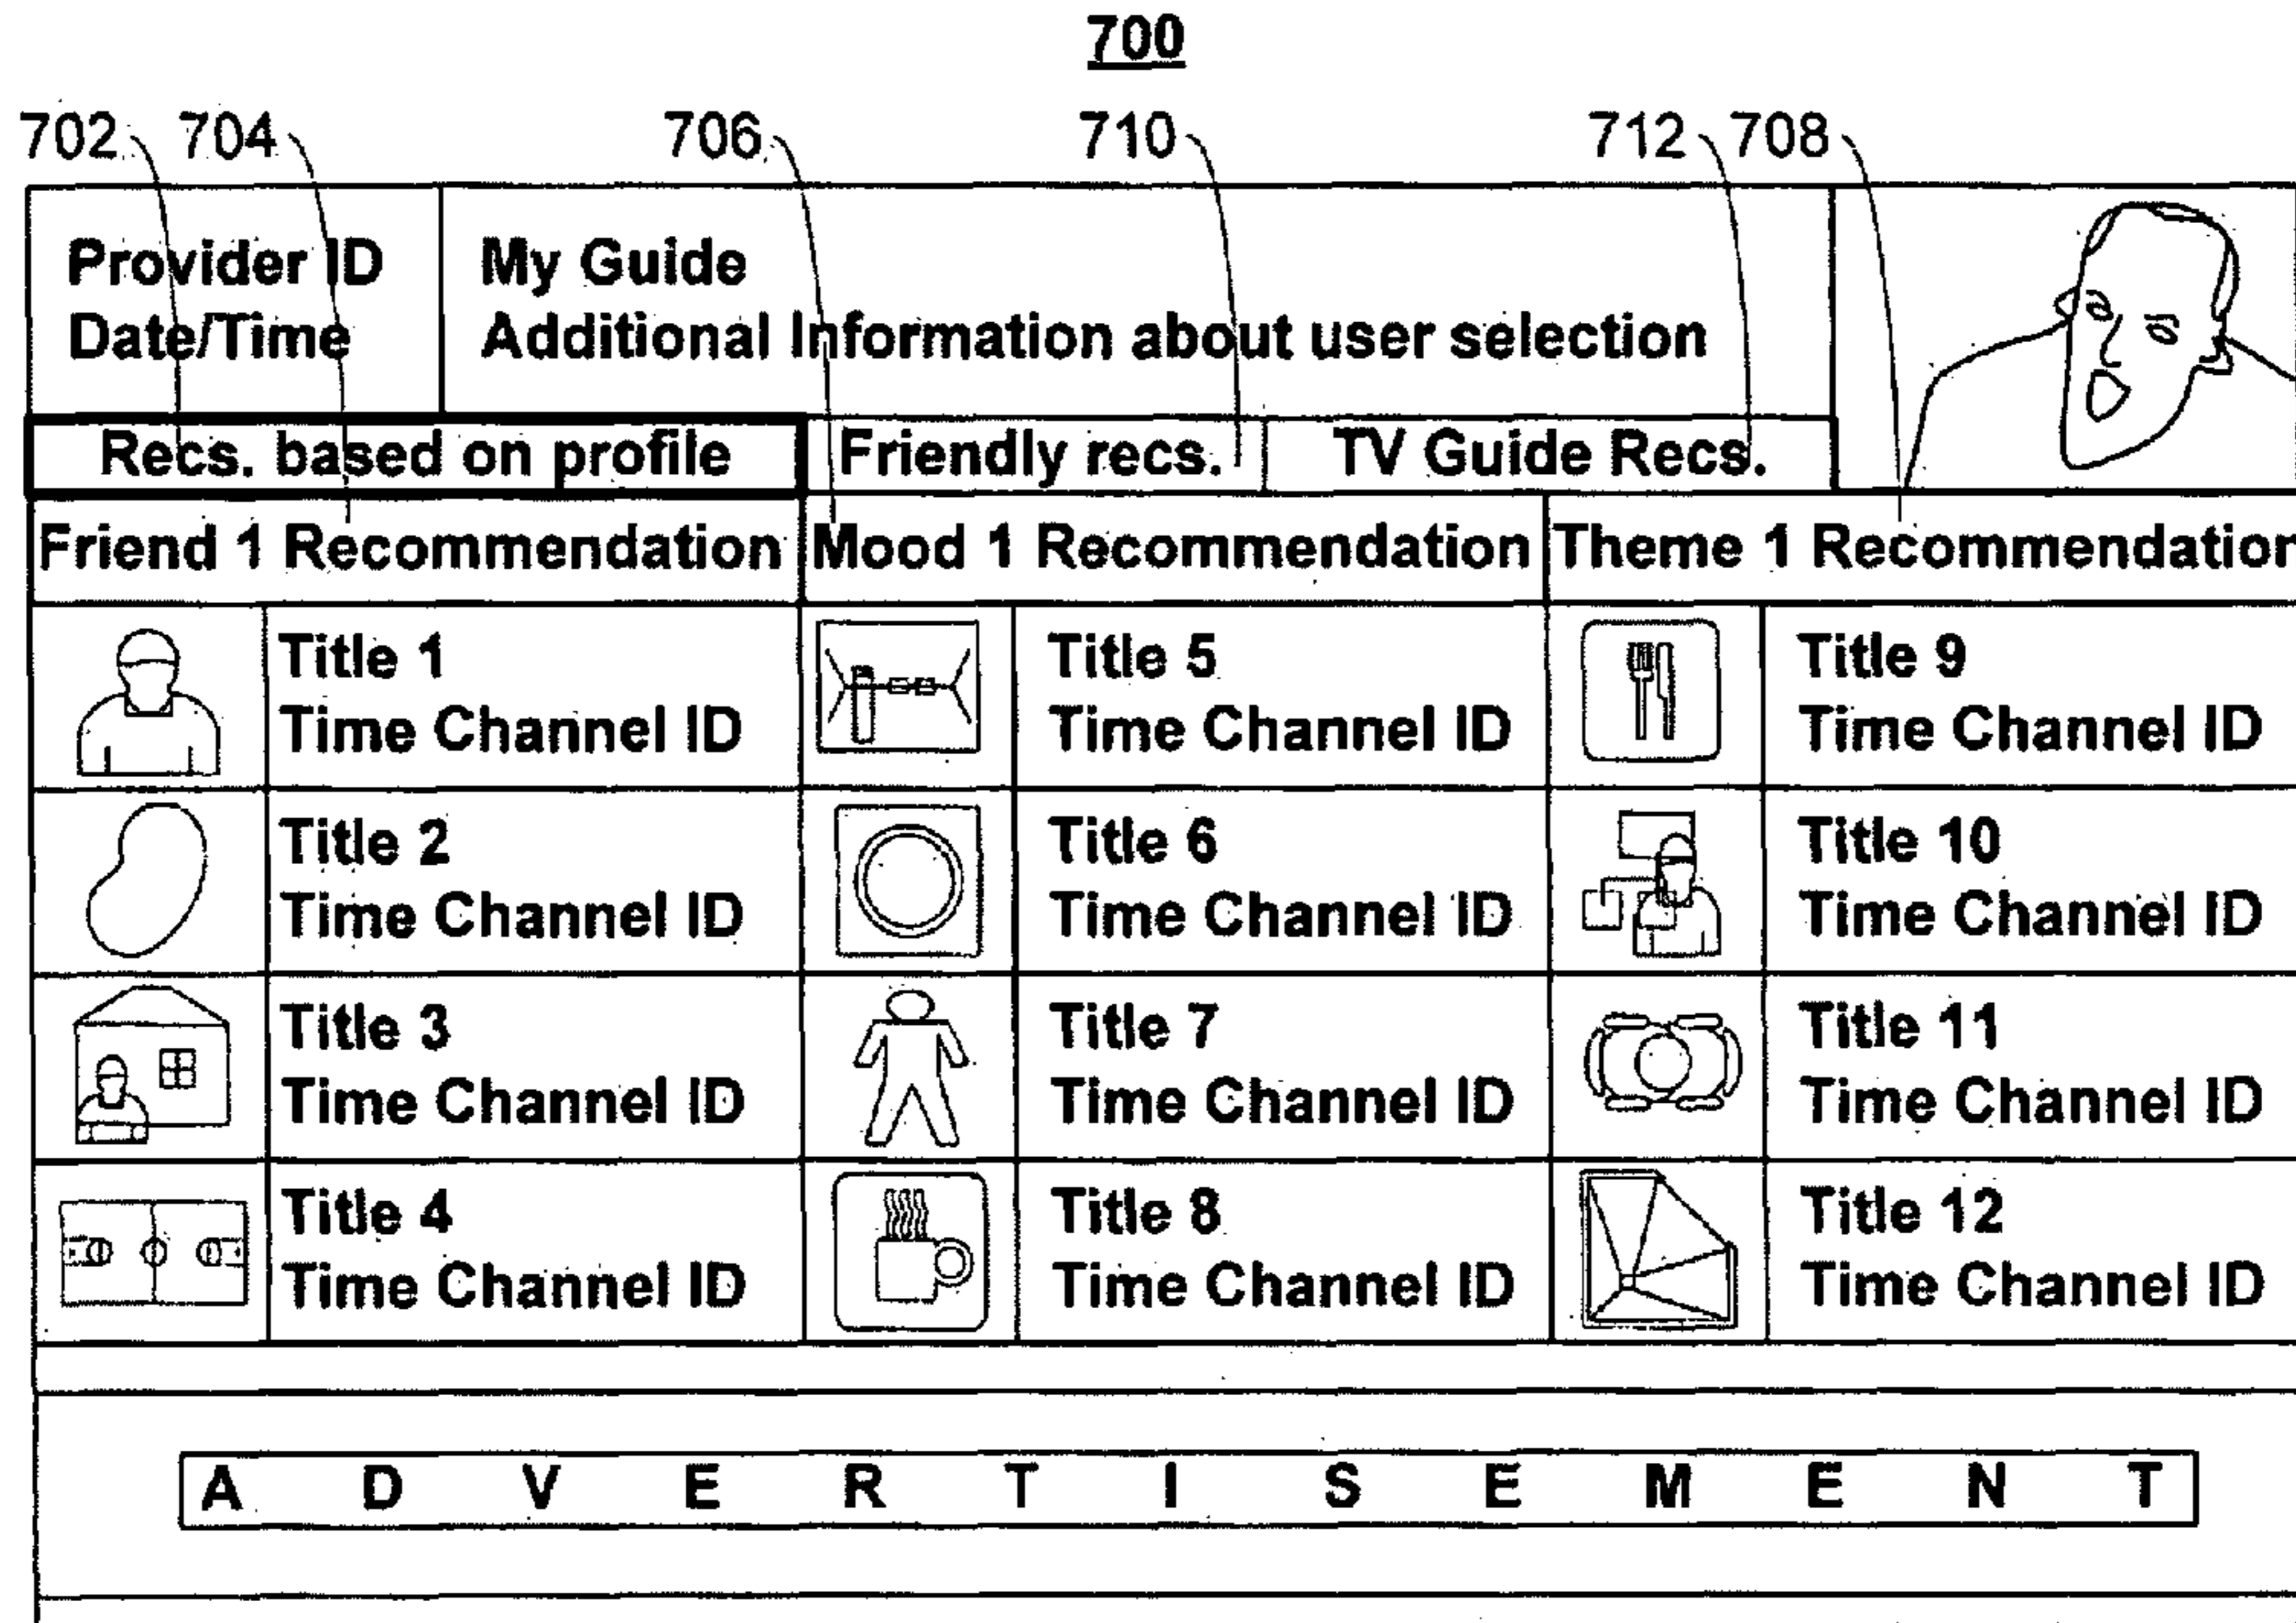 700
702 704 706 710 712 708
Provider ID
Date/Time
My Guide
Additional Information about user selection
Recs. based on profile
Friendly recs.
TV Guide Recs.
Friend 1 Recommendation
Mood 1 Recommendation
Theme 1 Recommendation
Title 1
Time Channel ID
Title 5
Time Channel ID
Title 9
Time Channel ID
Title 2
Time Channel ID
Title 6
Time Channel ID
Title 10
Time Channel ID
Title 3
Time Channel ID
Title 7
Time Channel ID
Title 11
Time Channel ID
Title 4
Time Channel ID
Title 8
Time Channel ID
Title 12
Time Channel ID
A D V E R T I S E M E N T